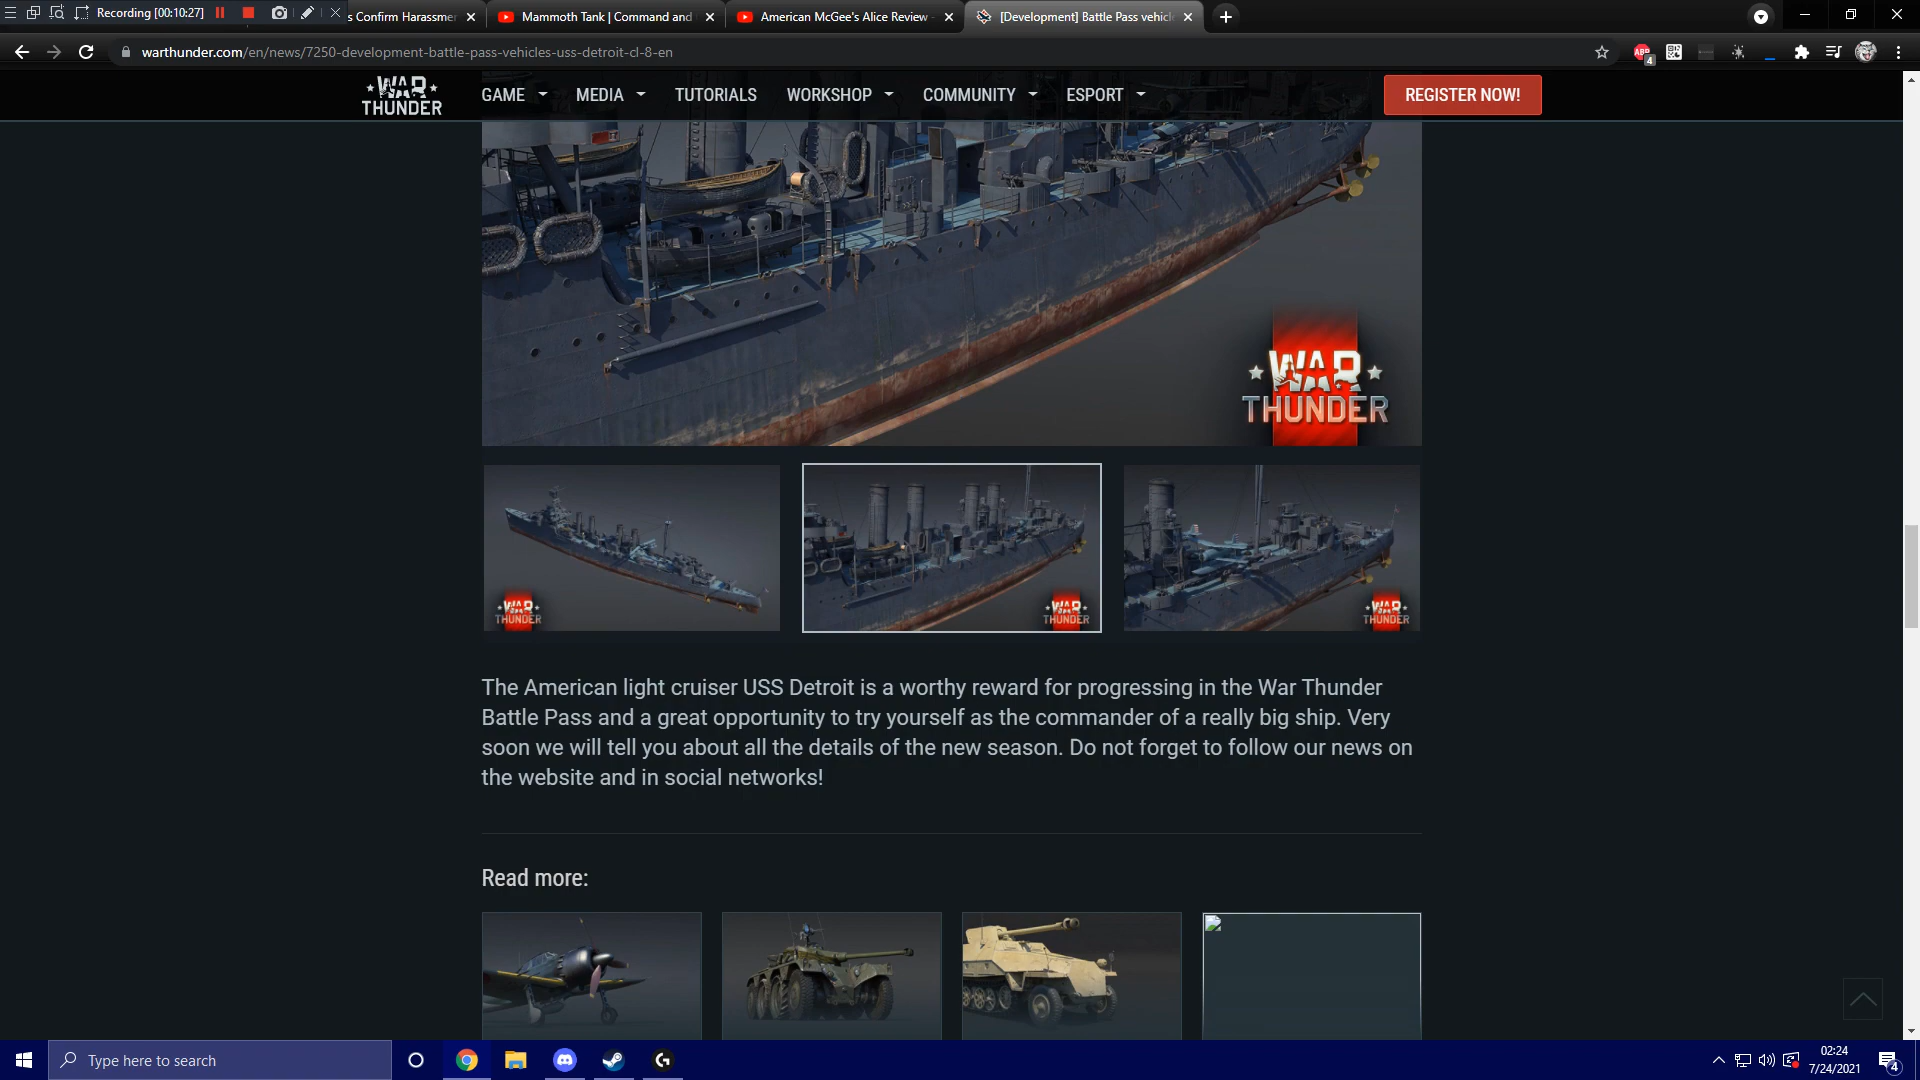 Recording [00:10:27]
s Confirm Harassmer
Mammoth Tank | Command and
American McGee's Alice Review -
[Development] Battle Pass vehicl
warthunder.com/en/news/7250-development-battle-pass-vehicles-uss-detroit-cl-8-en
ABP
4
WAR
THUNDER
GAME
MEDIA
TUTORIALS
WORKSHOP
COMMUNITY
ESPORT
REGISTER NOW!
WAR
THUNDER
WAR
THUNDER
WAR
THUNDER
WAR
THUNDER
The American light cruiser USS Detroit is a worthy reward for progressing in the War Thunder
Battle Pass and a great opportunity to try yourself as the commander of a really big ship. Very
soon we will tell you about all the details of the new season. Do not forget to follow our news on
the website and in social networks!
Read more:
Type here to search
02:24
7/24/2021
4